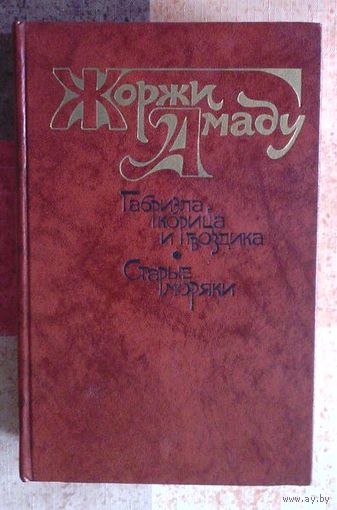 Жоржи
Амаду
Габриэла,
корица
и гвоздика
•
Старые
моряки
www.ay.by